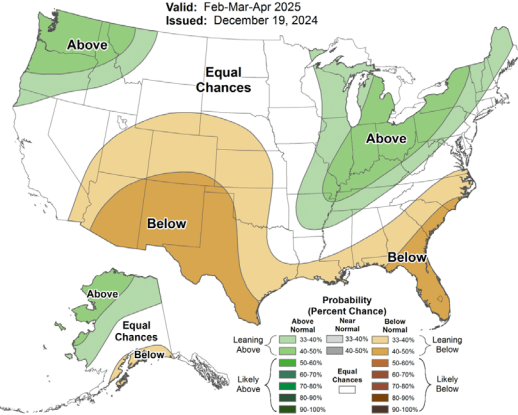 Valid: Feb-Mar-Apr 2025
Issued: December 19, 2024
Above
Equal
Chances
Above
Below
Below
Above
Equal
Chances
Below
Probability
(Percent Chance)
Above
Normal
Near
Normal
Below
Normal
Leaning
Above
33-40%
40-50%
33-40%
40-50%
33-40%
40-50%
Leaning
Below
Likely
Above
50-60%
60-70%
70-80%
80-90%
90-100%
Equal
Chances
50-60%
60-70%
70-80%
80-90%
90-100%
Likely
Below